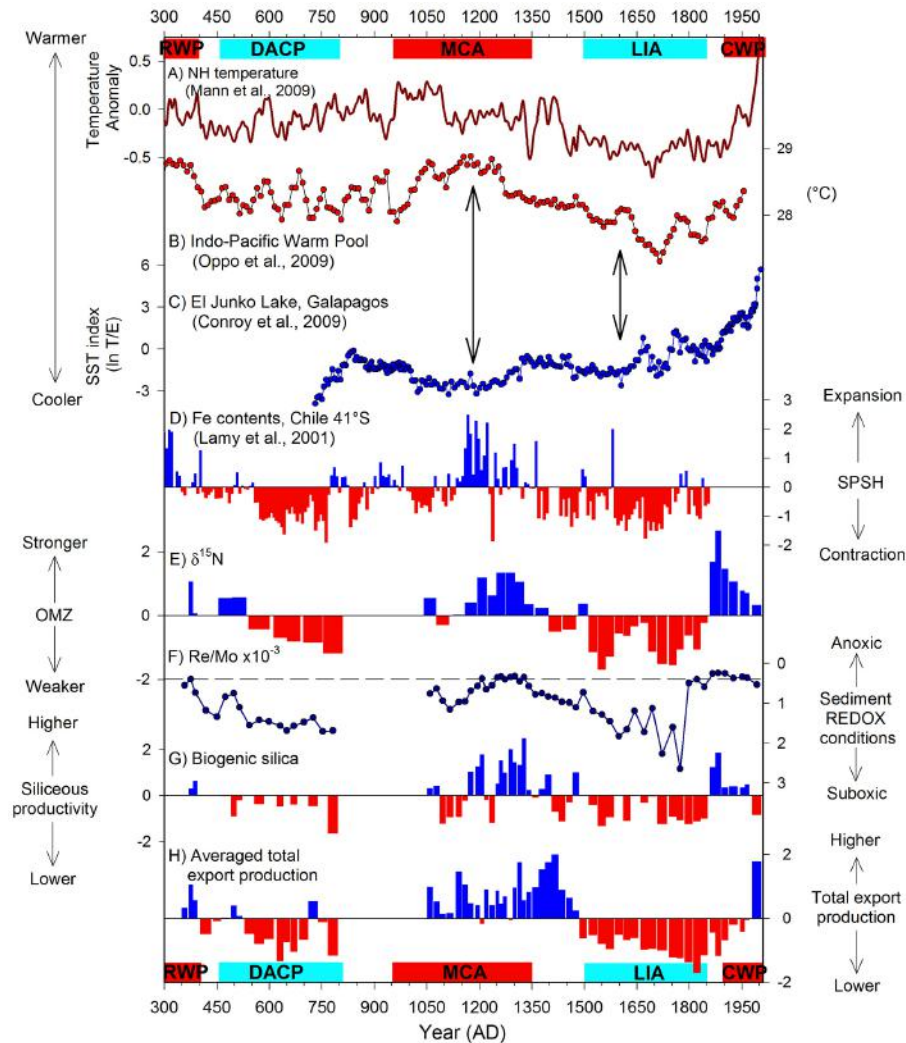 300 450 600 750 900 1050 1200 1350 1500 1650 1800 1950
Warmer
RWP DACP MCA LIA CWP
0.5
A) NH temperature
(Mann et al., 2009)
Temperature
Anomaly
0.0
-0.5
29
(°C)
28
B) Indo-Pacific Warm Pool
(Oppo et al., 2009)
6
C) El Junko Lake, Galapagos
(Conroy et al., 2009)
3
SST index
(ln T/E)
0
-3
Cooler
3
Expansion
D) Fe contents, Chile 41°S
(Lamy et al., 2001)
2
1
0
SPSH
-1
-2
Contraction
Stronger
2
E) δ15N
OMZ
0
Anoxic
F) Re/Mo x10-3
0
Weaker
-2
1
Sediment
REDOX
conditions
Higher
2
2
G) Biogenic silica
Siliceous
productivity
3
0
Suboxic
-2
Higher
Lower
H) Averaged total
export production
2
Total export
production
0
-2
Lower
RWP DACP MCA LIA CWP
300 450 600 750 900 1050 1200 1350 1500 1650 1800 1950
Year (AD)